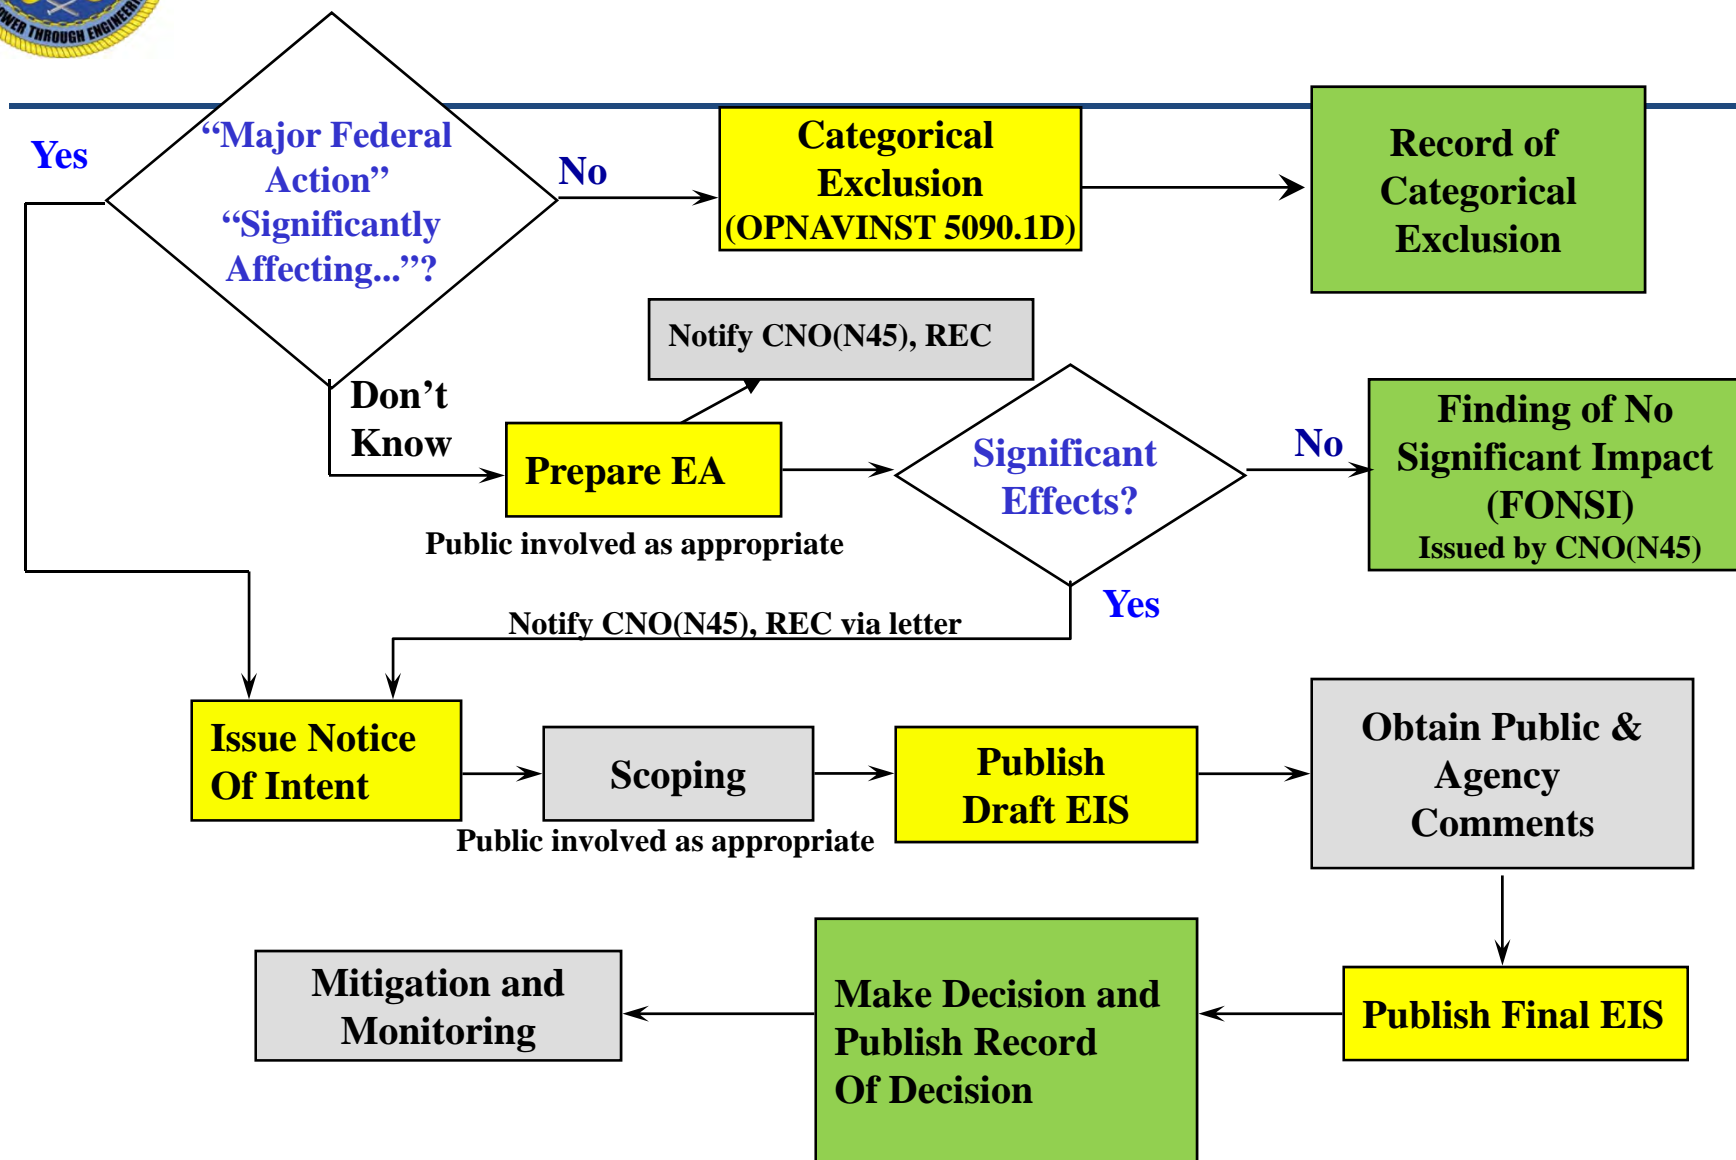 POWER THROUGH ENGINEERING
Yes
“Major Federal
Action”
“Significantly
Affecting...”?
No
Categorical
Exclusion
(OPNAVINST 5090.1D)
Record of
Categorical
Exclusion
Notify CNO(N45), REC
Don't
Know
Prepare EA
Public involved as appropriate
Significant
Effects?
No
Finding of No
Significant Impact
(FONSI)
Issued by CNO(N45)
Yes
Notify CNO(N45), REC via letter
Issue Notice
Of Intent
Scoping
Public involved as appropriate
Publish
Draft EIS
Obtain Public &
Agency
Comments
Mitigation and
Monitoring
Make Decision and
Publish Record
Of Decision
Publish Final EIS